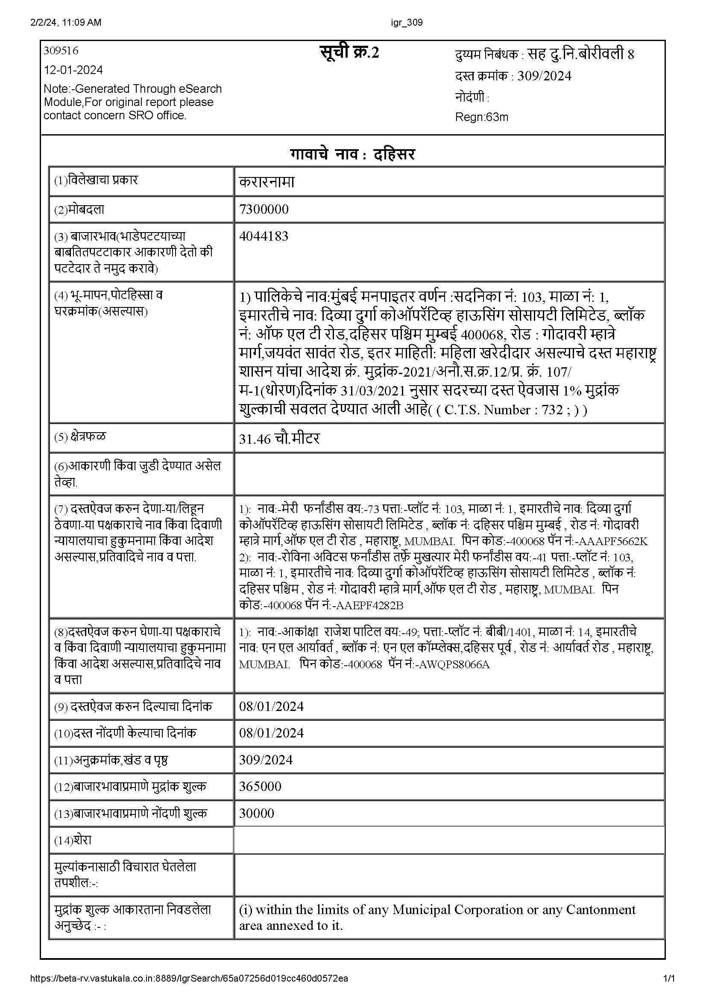 2/2/24, 11:09 AM igr_309
309516
12-01-2024
Note:-Generated Through eSearch
Module,For original report please
contact concern SRO office.
सूची क्र.2
दुय्यम निबंधक : सह दु.नि.बोरीवली 8
दस्त क्रमांक : 309/2024
नोदंणी :
Regn:63m
गावाचे नाव : दहिसर
(1)विलेखाचा प्रकार
करारनामा
(2)मोबदला
7300000
(3) बाजारभाव(भाडेपटटयाच्या
बाबतितपटटाकार आकारणी देतो की
पटटेदार ते नमुद करावे)
4044183
(4) भू-मापन,पोटहिस्सा व
घरक्रमांक(असल्यास)
1) पालिकेचे नाव:मुंबई मनपाइतर वर्णन :सदनिका नं: 103, माळा नं: 1,
इमारतीचे नाव: दिव्या दुर्गा कोऑपरॅटिव्ह हाऊसिंग सोसायटी लिमिटेड, ब्लॉक
नं: ऑफ एल टी रोड,दहिसर पश्चिम मुम्बई 400068, रोड : गोदावरी म्हात्रे
मार्ग,जयवंत सावंत रोड, इतर माहिती: महिला खरेदीदार असल्याचे दस्त महाराष्ट्र
शासन यांचा आदेश क्रं. मुद्रांक-2021/अनौ.स.क्र.12/प्र. क्रं. 107/
म-1(धोरण)दिनांक 31/03/2021 नुसार सदरच्या दस्त ऐवजास 1% मुद्रांक
शुल्काची सवलत देण्यात आली आहे( ( C.T.S. Number : 732 ; ) )
(5) क्षेत्रफळ
31.46 चौ.मीटर
(6)आकारणी किंवा जुडी देण्यात असेल
तेव्हा.
(7) दस्तऐवज करुन देणा-या/लिहून
ठेवणा-या पक्षकाराचे नाव किंवा दिवाणी
न्यायालयाचा हुकुमनामा किंवा आदेश
असल्यास,प्रतिवादिचे नाव व पत्ता.
1): नाव:-मेरी फर्नांडीस वय:-73 पत्ता:-प्लॉट नं: 103, माळा नं: 1, इमारतीचे नाव: दिव्या दुर्गा
कोऑपरॅटिव्ह हाऊसिंग सोसायटी लिमिटेड , ब्लॉक नं: दहिसर पश्चिम मुम्बई , रोड नं: गोदावरी
म्हात्रे मार्ग,ऑफ एल टी रोड , महाराष्ट्र, MUMBAI. पिन कोड:-400068 पॅन नं:-AAAPF5662K
2): नाव:-रोविना अविटस फर्नांडीस तर्फ़े मुखत्यार मेरी फर्नांडीस वय:-41 पत्ता:-प्लॉट नं: 103,
माळा नं: 1, इमारतीचे नाव: दिव्या दुर्गा कोऑपरॅटिव्ह हाऊसिंग सोसायटी लिमिटेड , ब्लॉक नं:
दहिसर पश्चिम , रोड नं: गोदावरी म्हात्रे मार्ग,ऑफ एल टी रोड , महाराष्ट्र, MUMBAI. पिन
कोड:-400068 पॅन नं:-AAEPF4282B
(8)दस्तऐवज करुन घेणा-या पक्षकाराचे
व किंवा दिवाणी न्यायालयाचा हुकुमनामा
किंवा आदेश असल्यास,प्रतिवादिचे नाव
व पत्ता
1): नाव:-आकांक्षा राजेश पाटिल वय:-49; पत्ता:-प्लॉट नं: बीबी/1401, माळा नं: 14, इमारतीचे
नाव: एन एल आर्यावर्त , ब्लॉक नं: एन एल कॉम्प्लेक्स,दहिसर पूर्व , रोड नं: आर्यावर्त रोड , महाराष्ट्र,
MUMBAI. पिन कोड:-400068 पॅन नं:-AWQPS8066A
(9) दस्तऐवज करुन दिल्याचा दिनांक
08/01/2024
(10)दस्त नोंदणी केल्याचा दिनांक
08/01/2024
(11)अनुक्रमांक,खंड व पृष्ठ
309/2024
(12)बाजारभावाप्रमाणे मुद्रांक शुल्क
365000
(13)बाजारभावाप्रमाणे नोंदणी शुल्क
30000
(14)शेरा
मुल्यांकनासाठी विचारात घेतलेला
तपशील:-:
मुद्रांक शुल्क आकारताना निवडलेला
अनुच्छेद :- :
(i) within the limits of any Municipal Corporation or any Cantonment
area annexed to it.
https://beta-rv.vastukala.co.in:8889/IgrSearch/65a07256d019cc460d0572ea 1/1